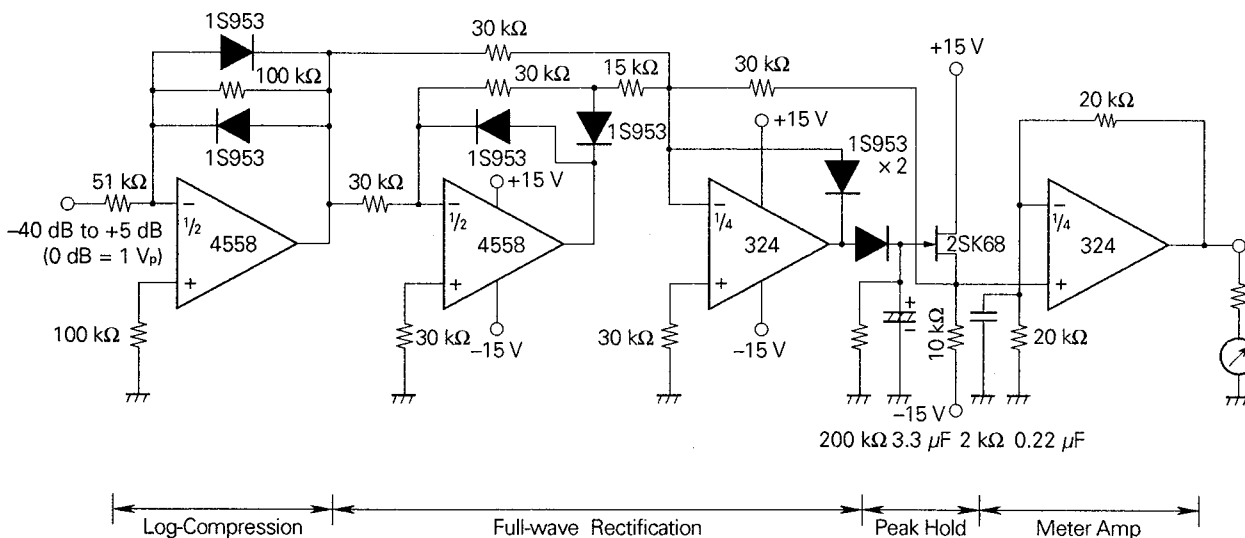 1S953
100 kΩ
1S953
51 kΩ
−40 dB to +5 dB
(0 dB = 1 Vp)
−
1/2
4558
+
100 kΩ
30 kΩ
30 kΩ
15 kΩ
30 kΩ
1S953
1S953
30 kΩ
+15 V
−
1/2
4558
+
30 kΩ
−15 V
+15 V
1S953
× 2
−
1/4
324
+
30 kΩ
−15 V
+15 V
2SK68
+
−
10 kΩ
−15 V
20 kΩ
−
1/4
324
+
20 kΩ
200 kΩ 3.3 μF 2 kΩ 0.22 μF
Log-Compression
Full-wave Rectification
Peak Hold
Meter Amp